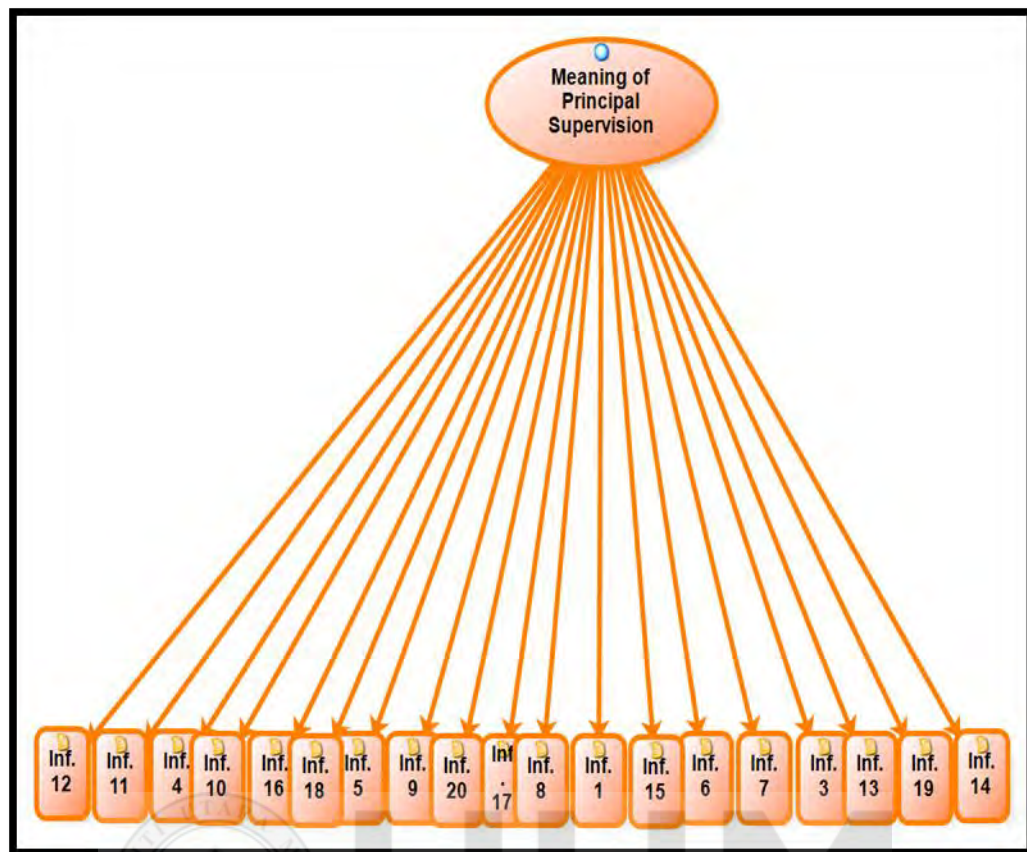 Meaning of
Principal
Supervision
Inf.
12
Inf.
11
Inf.
4
Inf.
10
Inf.
16
Inf.
18
Inf.
5
Inf.
9
Inf.
20
Inf
.
17
Inf.
8
Inf.
1
Inf.
15
Inf.
6
Inf.
7
Inf.
3
Inf.
13
Inf.
19
Inf.
14